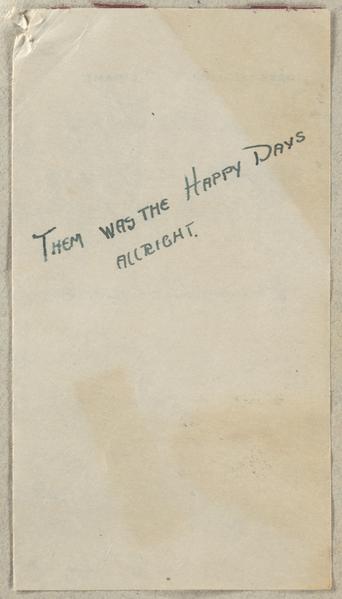 Them was the Happy Days
allright.